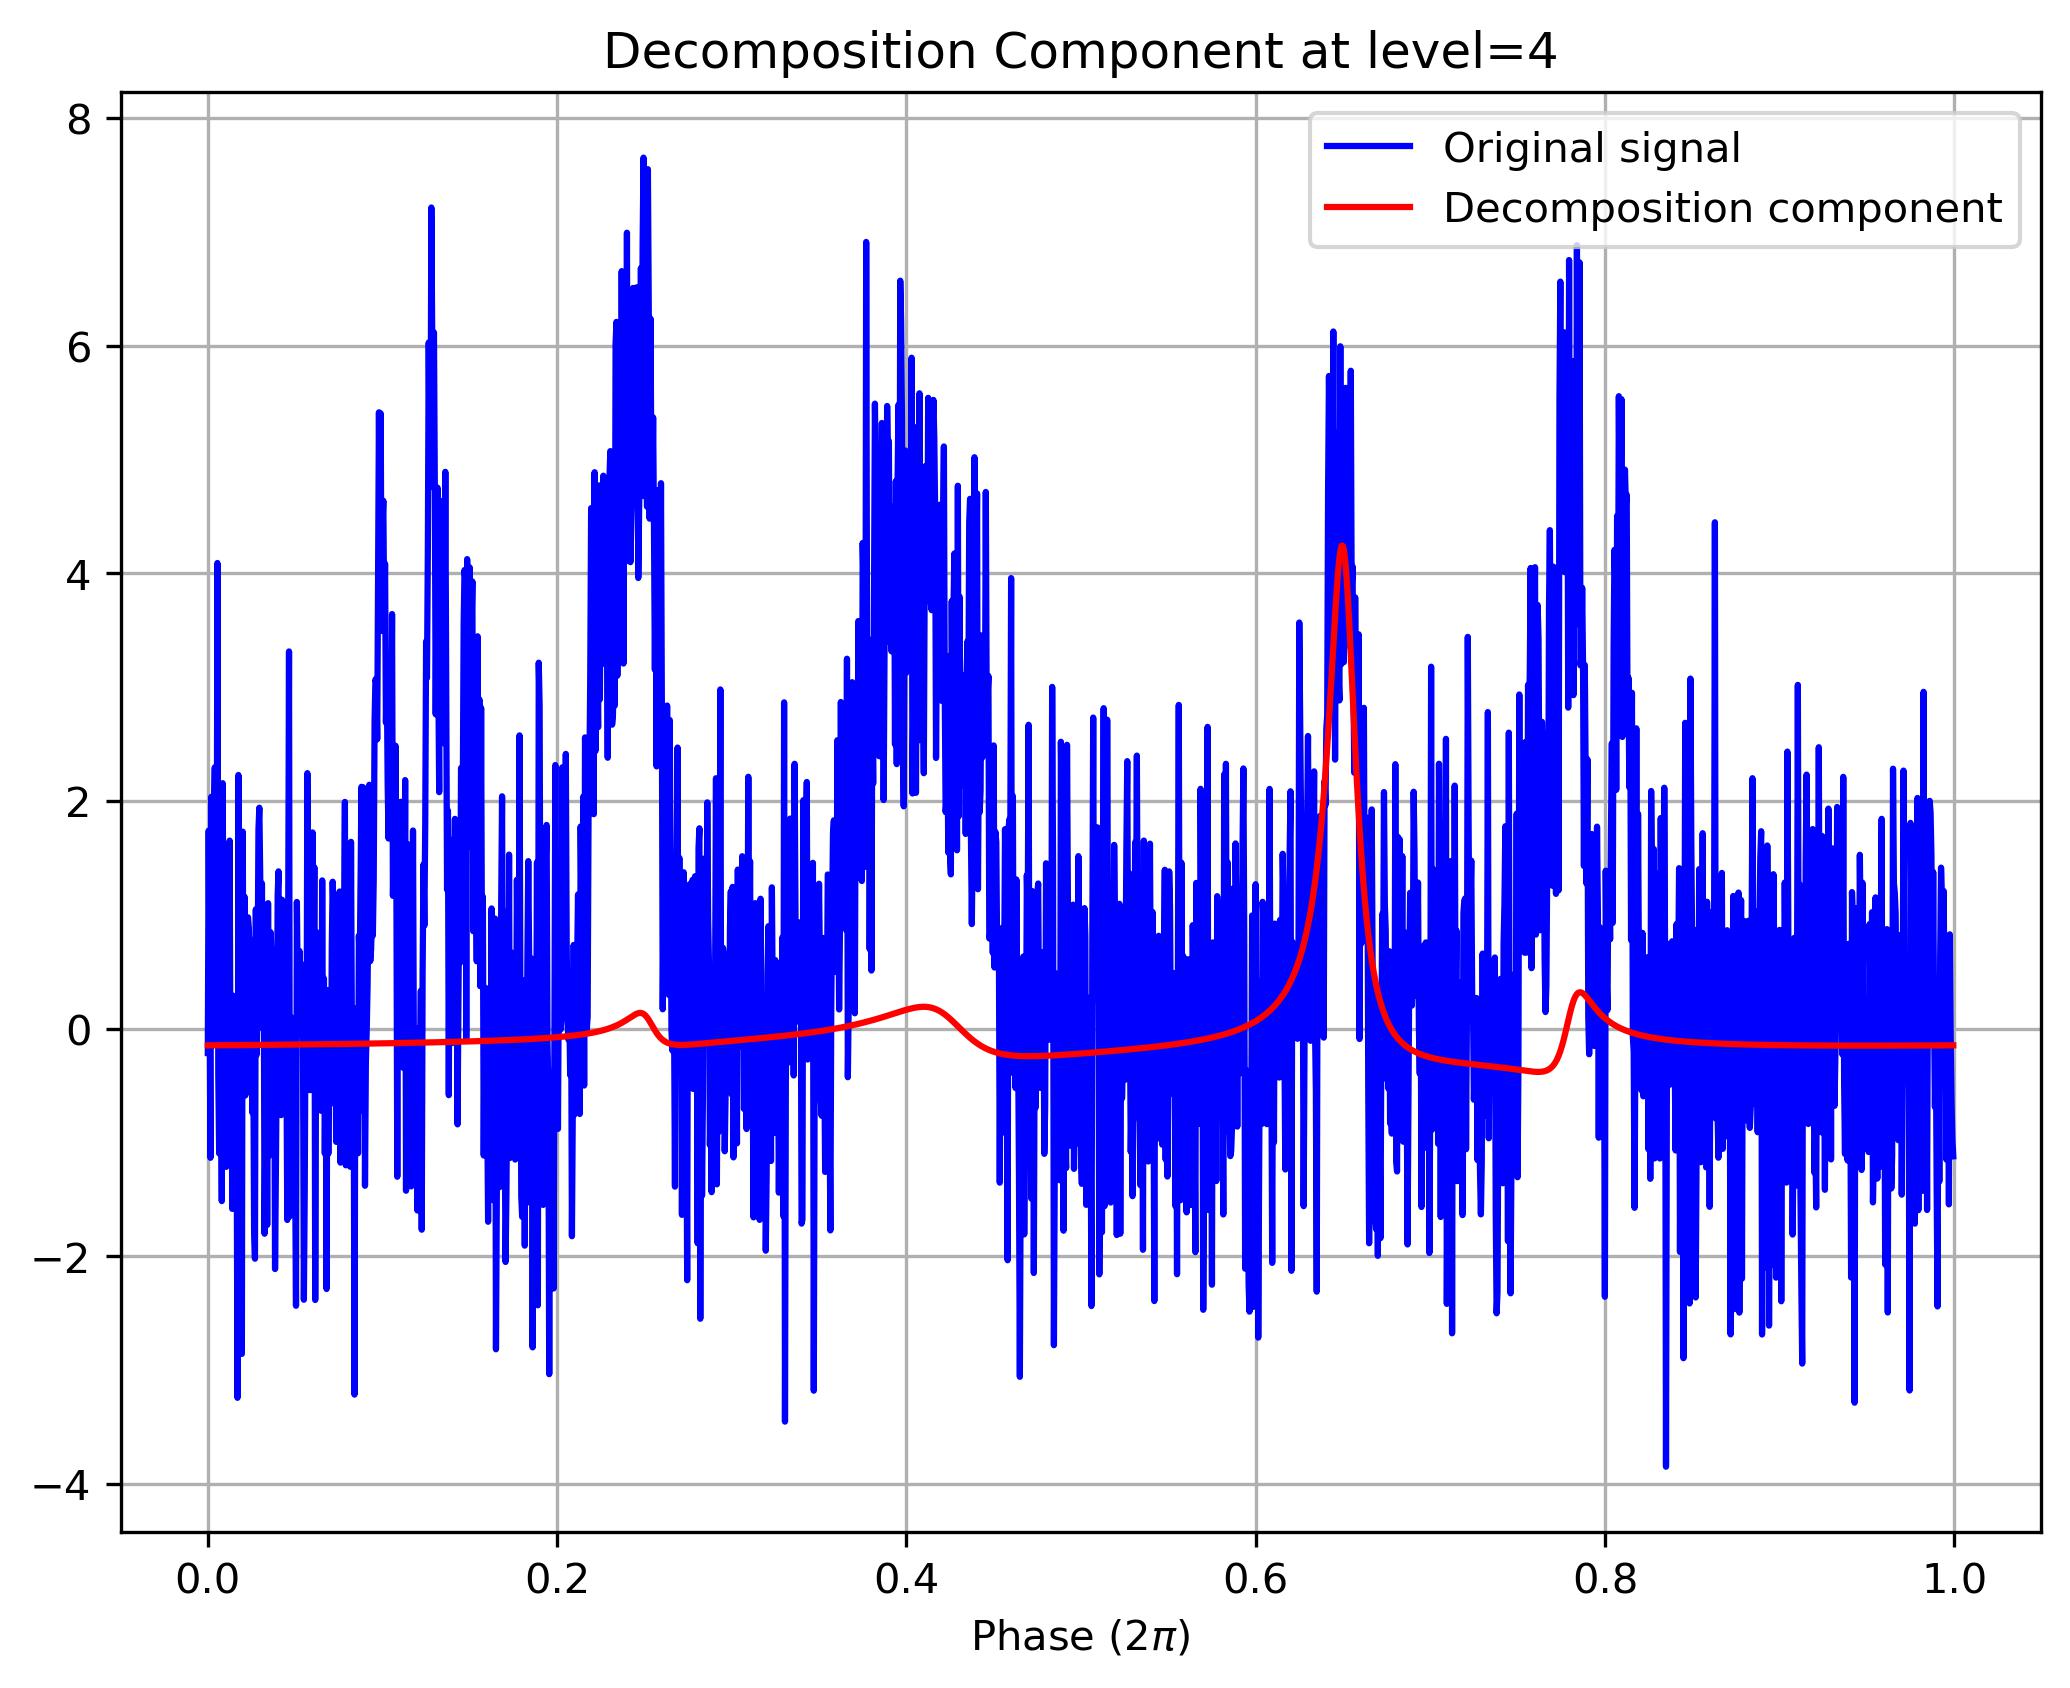 Decomposition Component at level=4
Original signal
Decomposition component
8
6
4
2
0
−2
−4
0.0 0.2 0.4 0.6 0.8 1.0
Phase (2π)